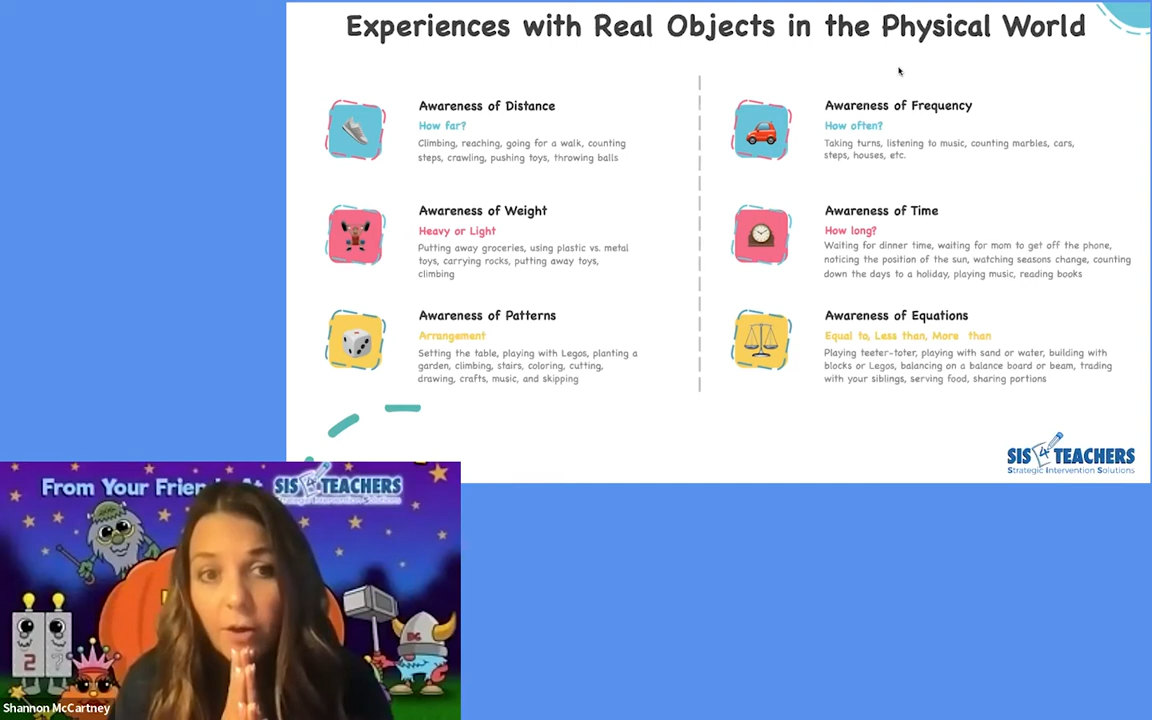 Experiences with Real Objects in the Physical World
Awareness of Distance
How far?
Climbing, reaching, going for a walk, counting
steps, crawling, pushing toys, throwing balls
Awareness of Weight
Heavy or Light
Putting away groceries, using plastic vs. metal
toys, carrying rocks, putting away toys,
climbing
Awareness of Patterns
Arrangement
Setting the table, playing with Legos, planting a
garden, climbing, stairs, coloring, cutting,
drawing, crafts, music, and skipping
Awareness of Frequency
How often?
Taking turns, listening to music, counting marbles, cars,
steps, houses, etc.
Awareness of Time
How long?
Waiting for dinner time, waiting for mom to get off the phone,
noticing the position of the sun, watching seasons change, counting
down the days to a holiday, playing music, reading books
Awareness of Equations
Equal to, Less than, More than
Playing teeter-toter, playing with sand or water, building with
blocks or Legos, balancing on a balance board or beam, trading
with your siblings, serving food, sharing portions
SIS 4 TEACHERS
Strategic Intervention Solutions
From Your Frien
SIS 4 TEACHERS
Strategic Intervention Solutions
2 7
Shannon McCartney